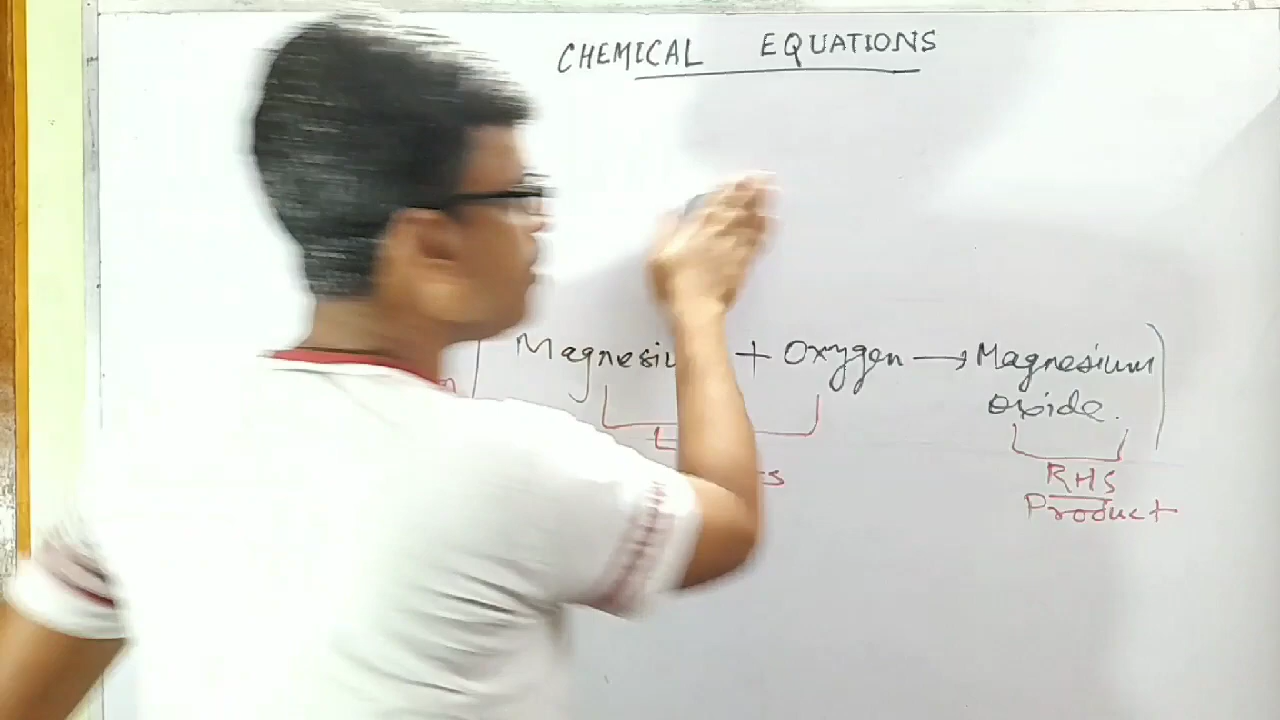 CHEMICAL EQUATIONS
+ Oxygen → Magnesium
oxide.
RHS
Product